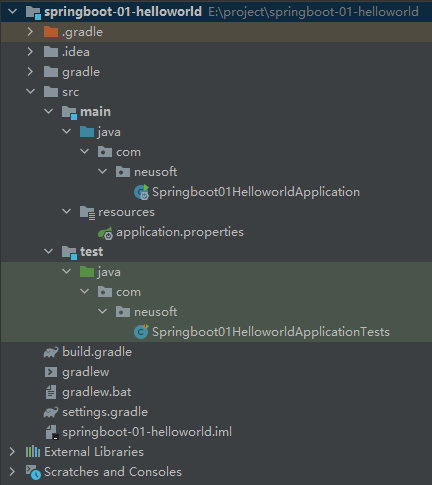 springboot-01-helloworld E:\project\springboot-01-helloworld
.gradle
.idea
gradle
src
main
java
com
neusoft
Springboot01HelloworldApplication
resources
application.properties
test
java
com
neusoft
Springboot01HelloworldApplicationTests
build.gradle
gradlew
gradlew.bat
settings.gradle
springboot-01-helloworld.iml
External Libraries
Scratches and Consoles